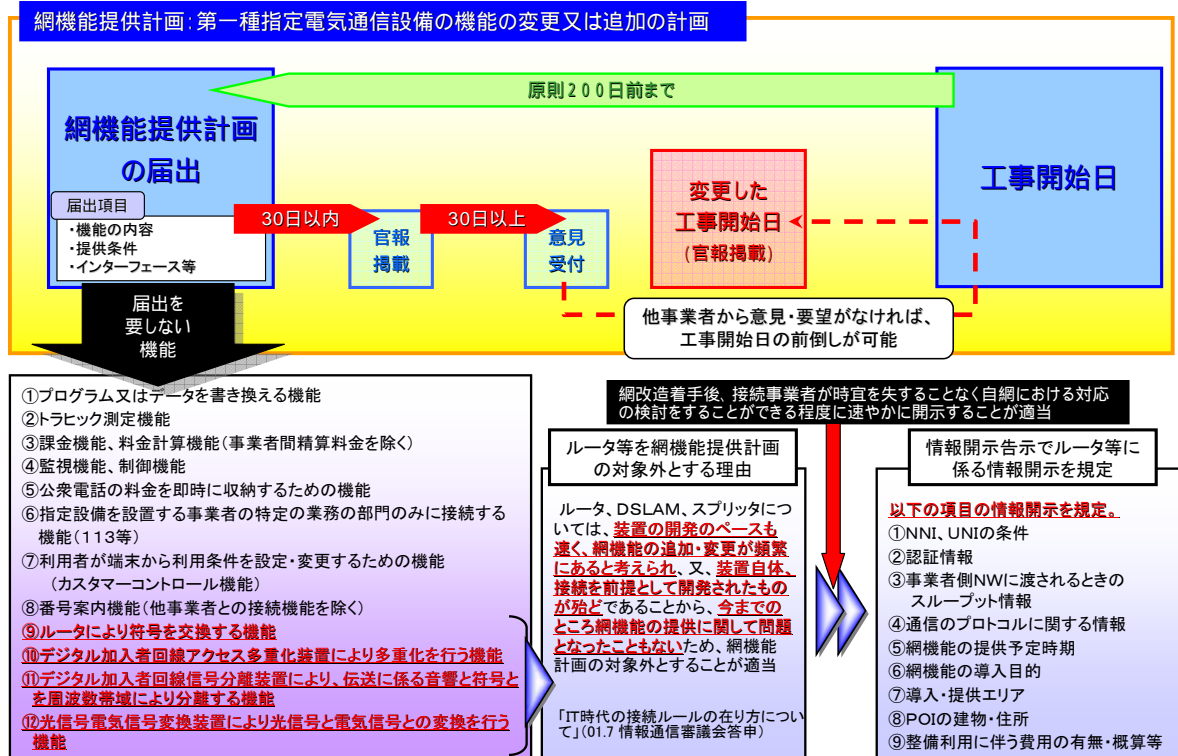 網機能提供計画:第一種指定電気通信設備の機能の変更又は追加の計画
原則200日前まで
網機能提供計画
の届出
届出項目
・機能の内容
・提供条件
・インターフェース等
30日以内
官報
掲載
30日以上
意見
受付
変更した
工事開始日
(官報掲載)
工事開始日
他事業者から意見・要望がなければ、
工事開始日の前倒しが可能
届出を
要しない
機能
①プログラム又はデータを書き換える機能
②トラヒック測定機能
③課金機能、料金計算機能(事業者間精算料金を除く)
④監視機能、制御機能
⑤公衆電話の料金を即時に収納するための機能
⑥指定設備を設置する事業者の特定の業務の部門のみに接続する
機能(113等)
⑦利用者が端末から利用条件を設定・変更するための機能
(カスタマーコントロール機能)
⑧番号案内機能(他事業者との接続機能を除く)
⑨ルータにより符号を交換する機能
⑩デジタル加入者回線アクセス多重化装置により多重化を行う機能
⑪デジタル加入者回線信号分離装置により、伝送に係る音響と符号と
を周波数帯域により分離する機能
⑫光信号電気信号変換装置により光信号と電気信号との変換を行う
機能
網改造着手後、接続事業者が時宜を失することなく自網における対応
の検討をすることができる程度に速やかに開示することが適当
ルータ等を網機能提供計画
の対象外とする理由
ルータ、DSLAM、スプリッタにつ
いては、装置の開発のペースも
速く、網機能の追加・変更が頻繁
にあると考えられ、又、装置自体、
接続を前提として開発されたもの
が殆どであることから、今までの
ところ網機能の提供に関して問題
となったこともないため、網機能
計画の対象外とすることが適当
「IT時代の接続ルールの在り方につい
て」(01.7 情報通信審議会答申)
情報開示告示でルータ等に
係る情報開示を規定
以下の項目の情報開示を規定。
①NNI、UNIの条件
②認証情報
③事業者側NWに渡されるときの
スループット情報
④通信のプロトコルに関する情報
⑤網機能の提供予定時期
⑥網機能の導入目的
⑦導入・提供エリア
⑧POIの建物・住所
⑨整備利用に伴う費用の有無・概算等